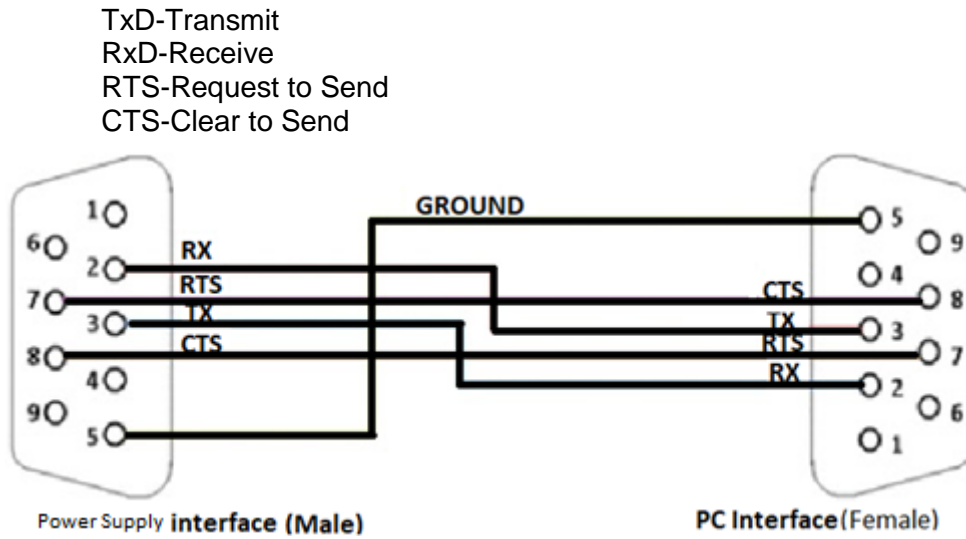 TxD-Transmit
RxD-Receive
RTS-Request to Send
CTS-Clear to Send
GROUND
1
6
2
RX
7
RTS
3
TX
8
CTS
4
9
5
5
9
4
CTS
8
TX
3
RTS
7
RX
2
6
1
Power Supply interface (Male)
PC Interface(Female)